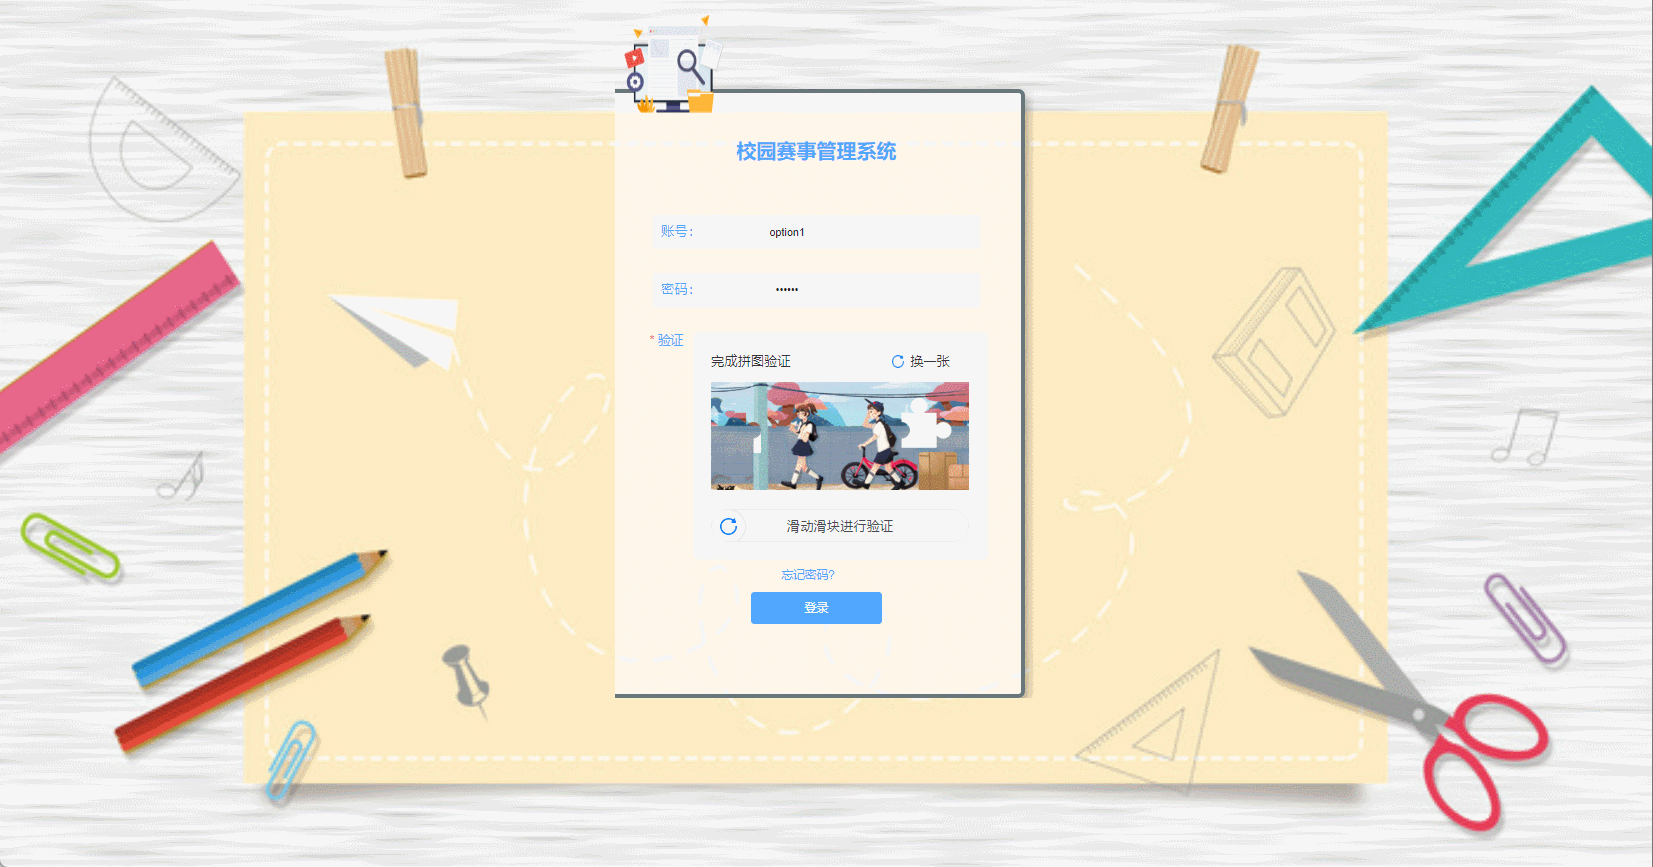 校园赛事管理系统
账号: option1
密码: ••••••
* 验证
完成拼图验证 换一张
滑动滑块进行验证
忘记密码?
登录